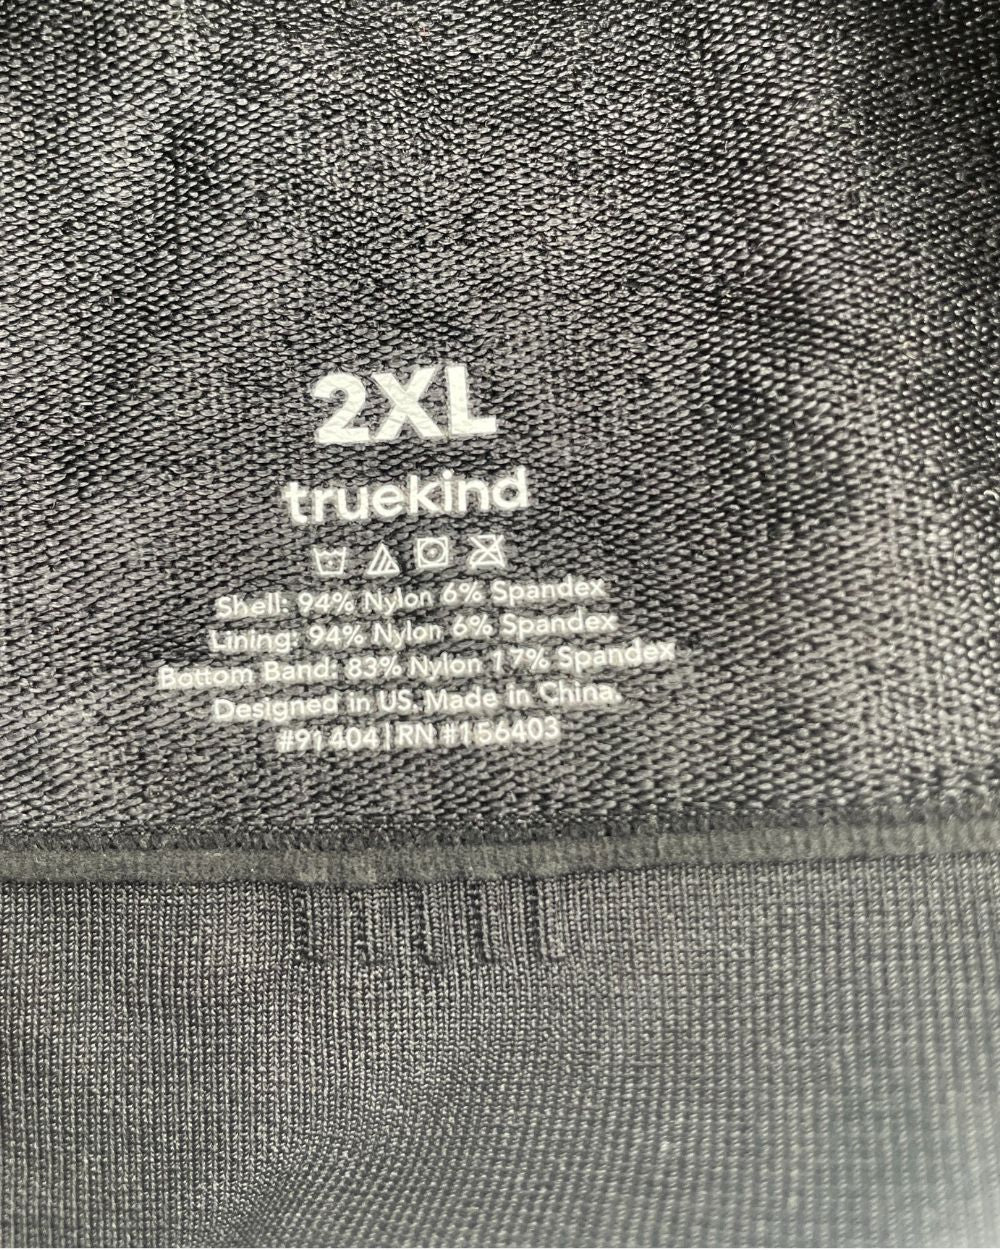 2XL
truekind
Shell: 94% Nylon 6% Spandex
Lining: 94% Nylon 6% Spandex
Bottom Band: 83% Nylon 17% Spandex
Designed in US. Made in China.
#91404|RN #156403